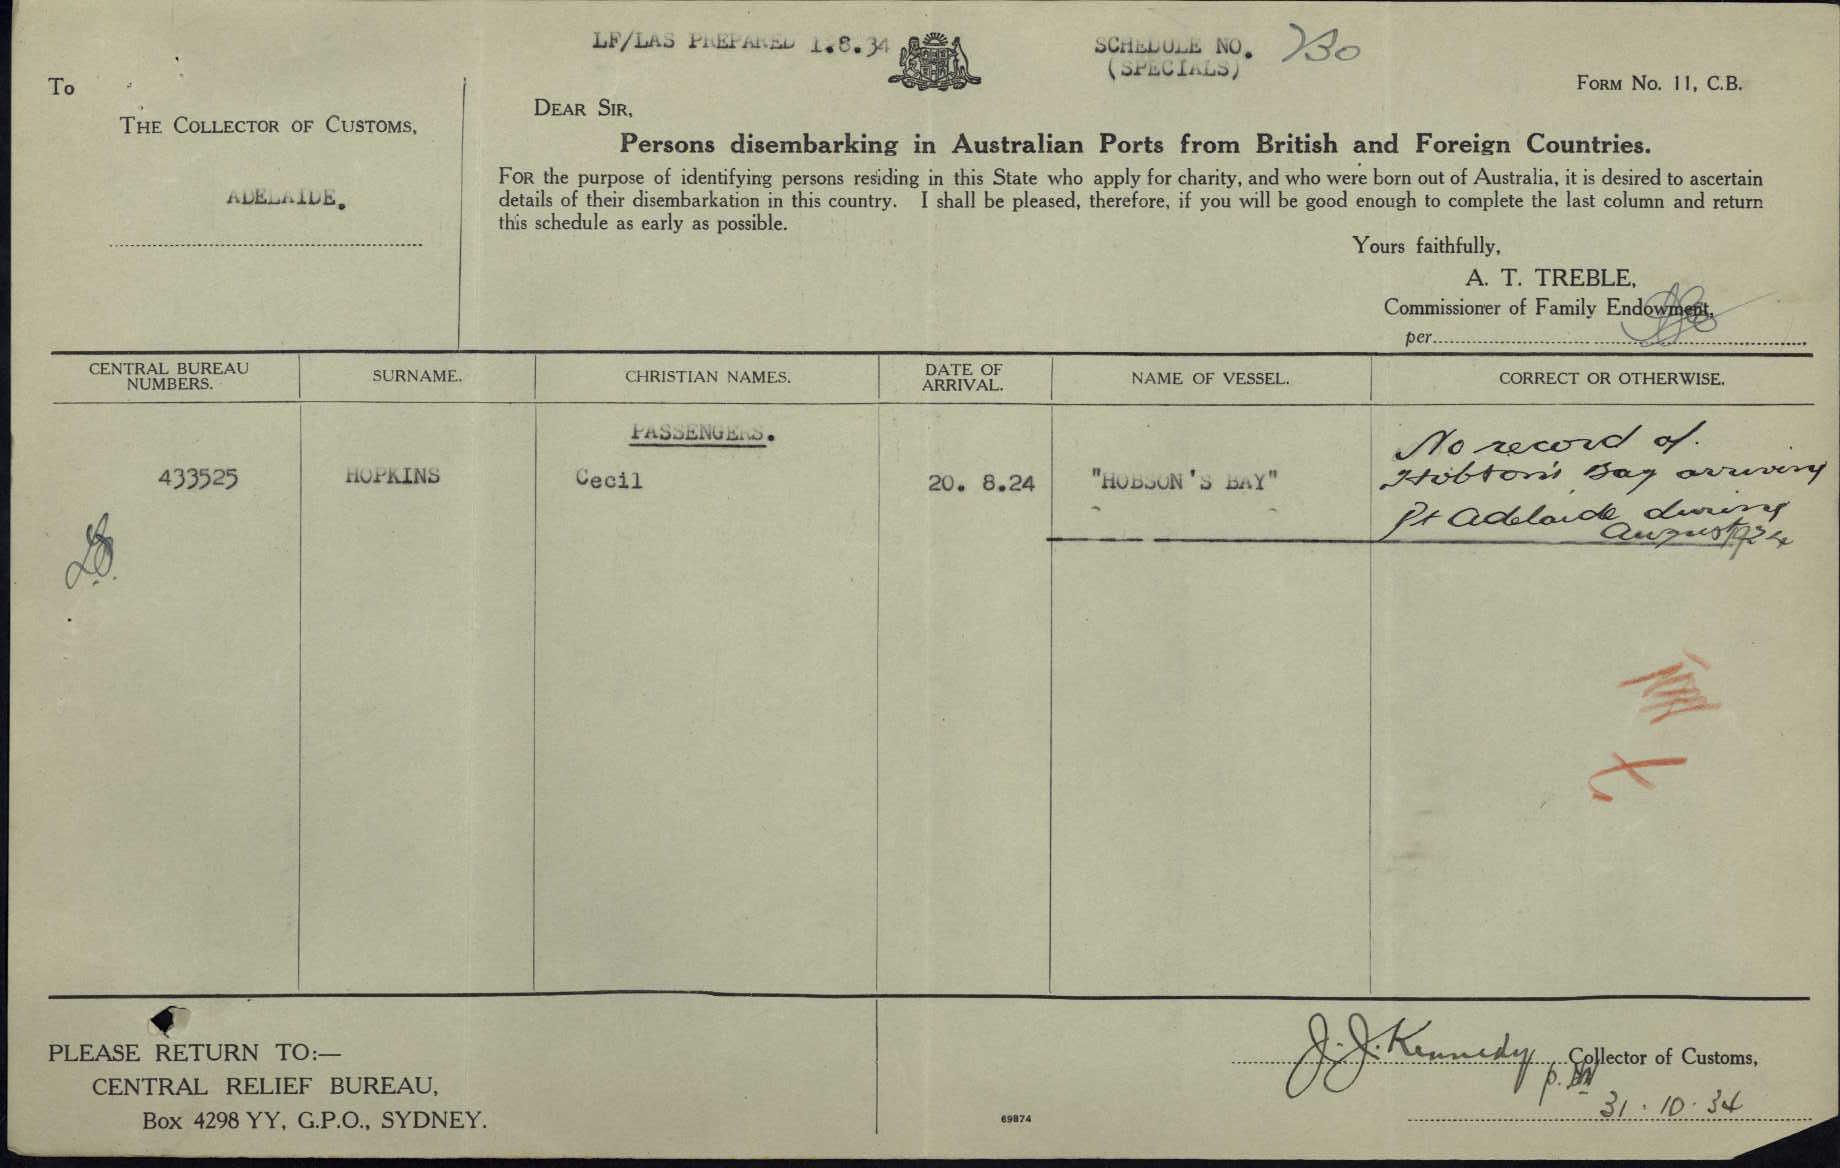 LF/LAS PREPARED 1.8.34
SCHEDULE NO. 730
(SPECIALS)
FORM NO. 11, C.B.
To
THE COLLECTOR OF CUSTOMS,
ADELAIDE.
DEAR SIR,
Persons disembarking in Australian Ports from British and Foreign Countries.
FOR the purpose of identifying persons residing in this State who apply for charity, and who were born out of Australia, it is desired to ascertain
details of their disembarkation in this country. I shall be pleased, therefore, if you will be good enough to complete the last column and return
this schedule as early as possible.
Yours faithfully,
A. T. TREBLE,
Commissioner of Family Endowment,
per
CENTRAL BUREAU NUMBERS. SURNAME. CHRISTIAN NAMES. DATE OF ARRIVAL. NAME OF VESSEL. CORRECT OR OTHERWISE.
PASSENGERS.
433525 HOPKINS Cecil 20. 8.24 "HOBSON'S BAY"
No record of
Hobson's Bay arriving
Pt Adelaide during
August 1924
PLEASE RETURN TO:—
CENTRAL RELIEF BUREAU,
Box 4298 YY, G.P.O., SYDNEY.
69874
J. J. Kennedy Collector of Customs,
31.10.34